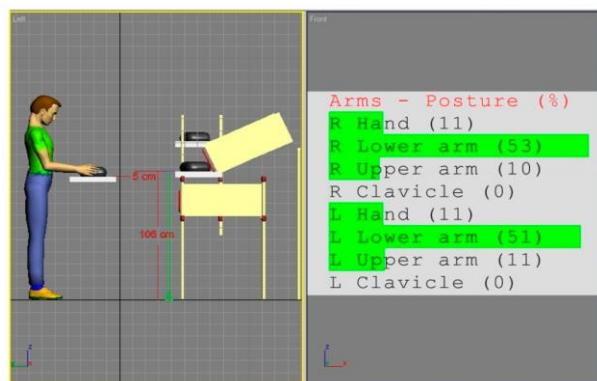 Left
5 cm
106 cm
z
x
Front
Arms - Posture (%)
R Hand (11)
R Lower arm (53)
R Upper arm (10)
R Clavicle (0)
L Hand (11)
L Lower arm (51)
L Upper arm (11)
L Clavicle (0)
z
x